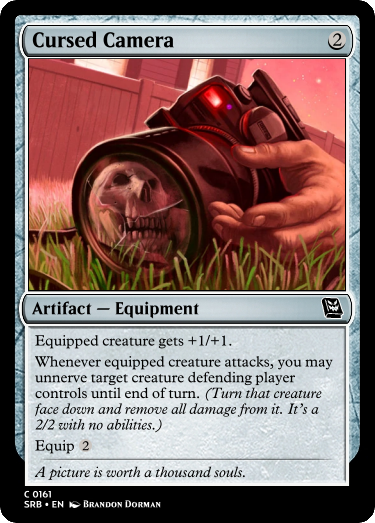 Cursed Camera 2
Artifact — Equipment
Equipped creature gets +1/+1.
Whenever equipped creature attacks, you may
unnerve target creature defending player
controls until end of turn. (Turn that creature
face down and remove all damage from it. It's a
2/2 with no abilities.)
Equip 2
A picture is worth a thousand souls.
C 0161
SRB • EN Brandon Dorman